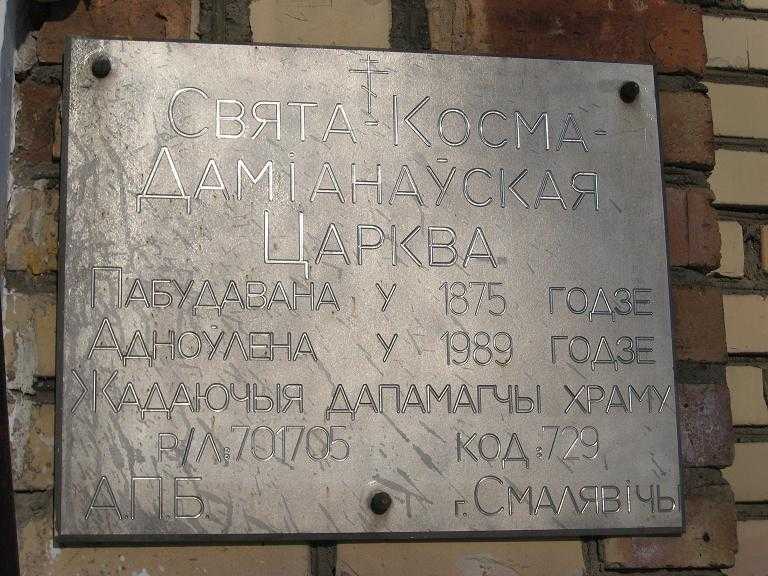 Свята-Косма-
Даміанаўская
Царква
Пабудавана у 1875 годзе
Адноўлена у 1989 годзе
Жадаючыя дапамагчы храму
р/л:701705 код:729
А.П.Б. г. Смалявічы